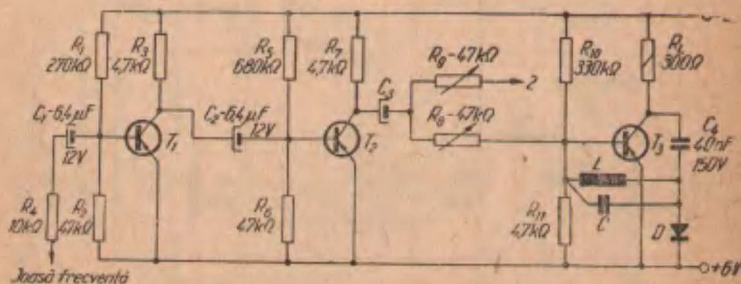 R₁ 270kΩ
R₃ 4,7kΩ
R₅ 680kΩ
R₇ 4,7kΩ
R₉-47kΩ
2
R₈-47kΩ
R₁₀ 330kΩ
300Ω
C₁-6,4μF
12V
T₁
C₂-6,4μF
12V
C₃
T₂
T₃
C₄
40nF
150V
L
C
D
R₄ 10kΩ
R₂ 47kΩ
R₆ 47kΩ
R₁₁ 4,7kΩ
Joasă frecvență
+6V